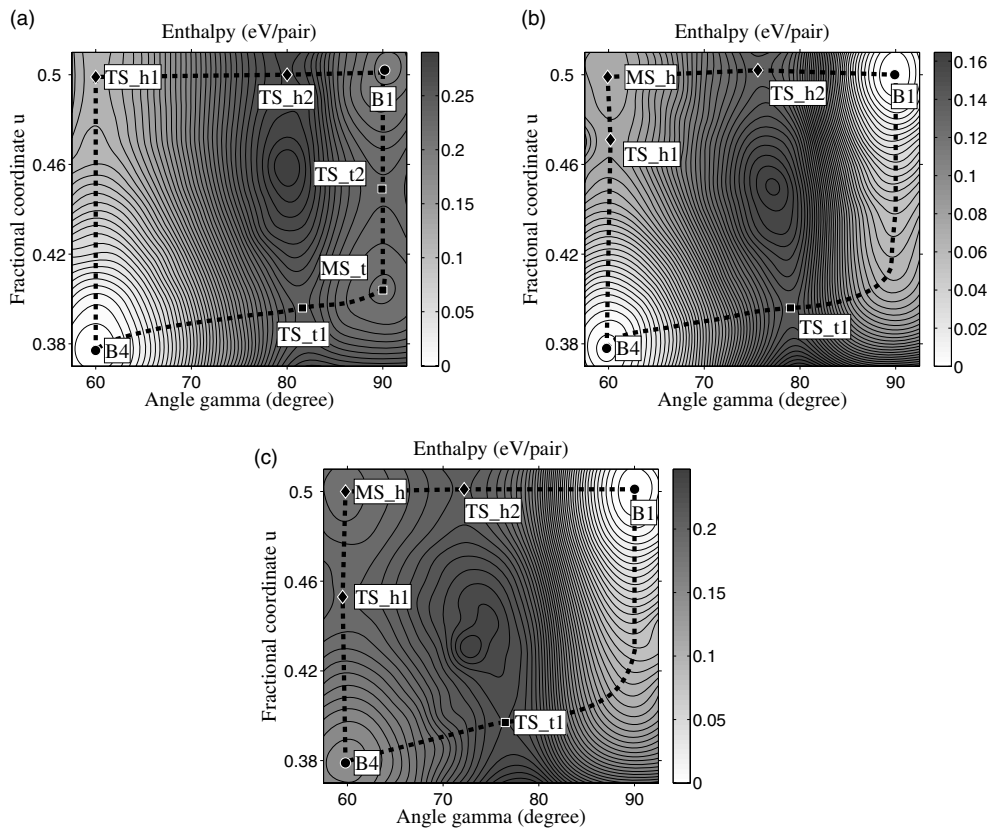 (a)
Enthalpy (eV/pair)
0.5
0.46
0.42
0.38
Fractional coordinate u
60
70
80
90
Angle gamma (degree)
TS_h1
TS_h2
B1
TS_t2
MS_t
TS_t1
B4
0.25
0.2
0.15
0.1
0.05
0
(b)
Enthalpy (eV/pair)
0.5
0.46
0.42
0.38
Fractional coordinate u
60
70
80
90
Angle gamma (degree)
MS_h
TS_h2
B1
TS_h1
TS_t1
B4
0.16
0.14
0.12
0.1
0.08
0.06
0.04
0.02
0
(c)
Enthalpy (eV/pair)
0.5
0.46
0.42
0.38
Fractional coordinate u
60
70
80
90
Angle gamma (degree)
MS_h
TS_h2
B1
TS_h1
TS_t1
B4
0.2
0.15
0.1
0.05
0